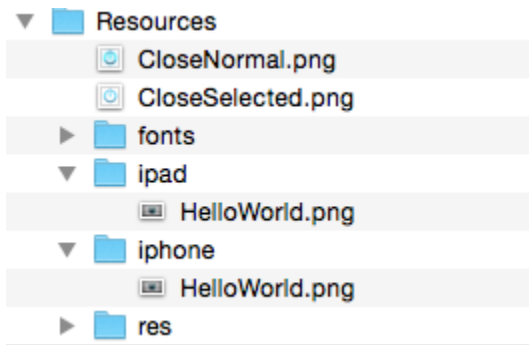 Resources
CloseNormal.png
CloseSelected.png
fonts
ipad
HelloWorld.png
iphone
HelloWorld.png
res